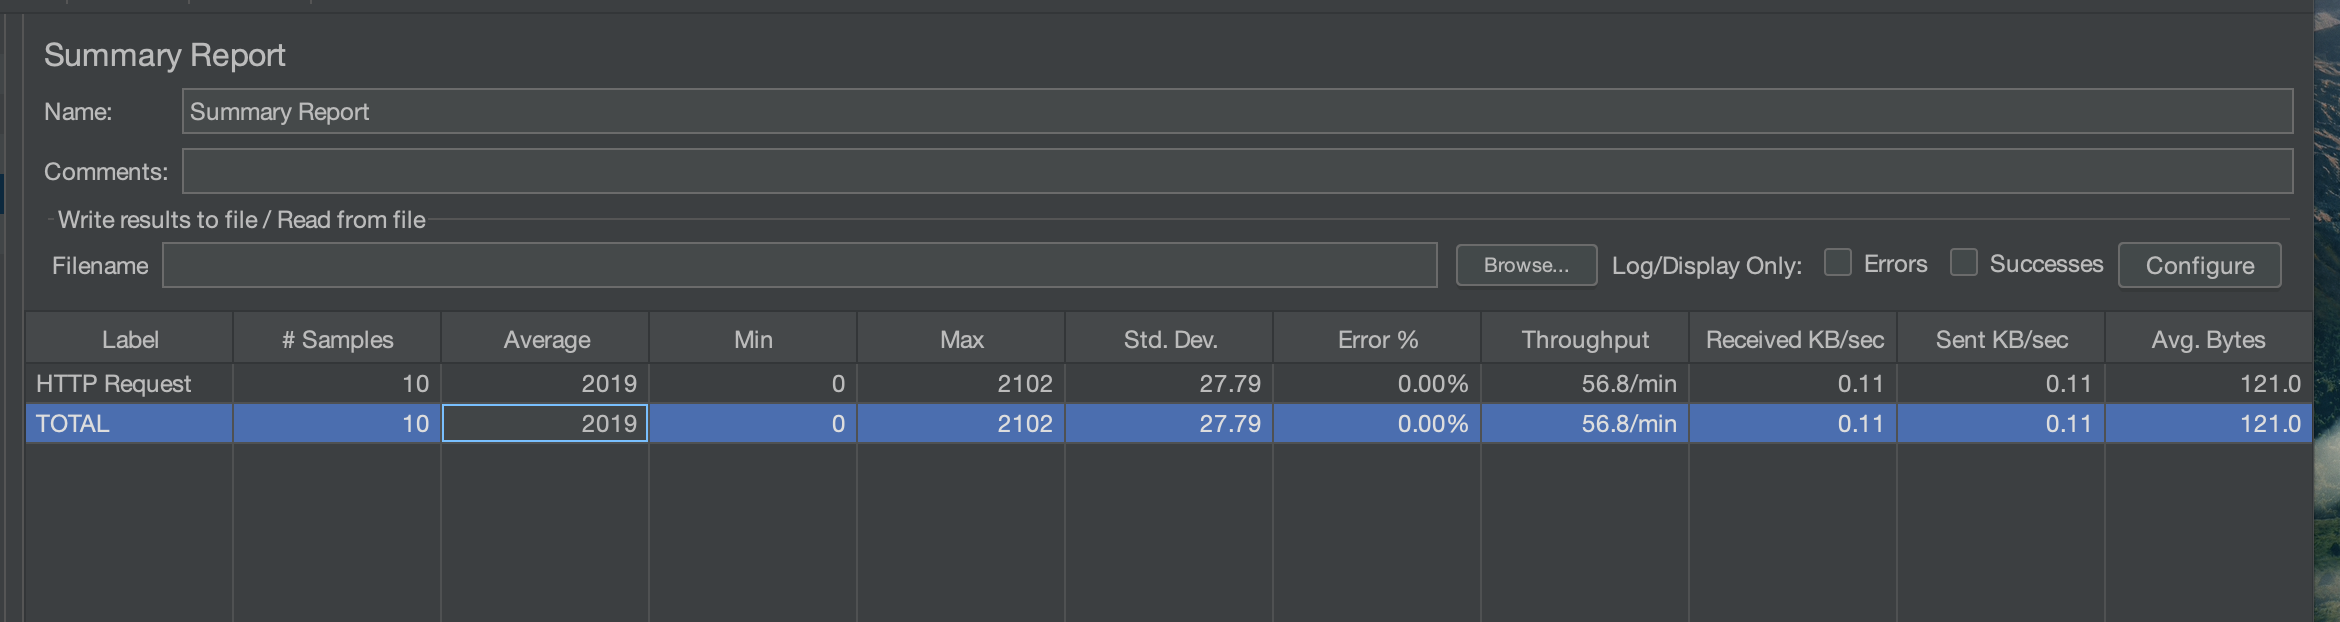 Summary Report
Name: Summary Report
Comments:
Write results to file / Read from file
Filename Browse... Log/Display Only: Errors Successes Configure
Label # Samples Average Min Max Std. Dev. Error % Throughput Received KB/sec Sent KB/sec Avg. Bytes
HTTP Request 10 2019 0 2102 27.79 0.00% 56.8/min 0.11 0.11 121.0
TOTAL 10 2019 0 2102 27.79 0.00% 56.8/min 0.11 0.11 121.0